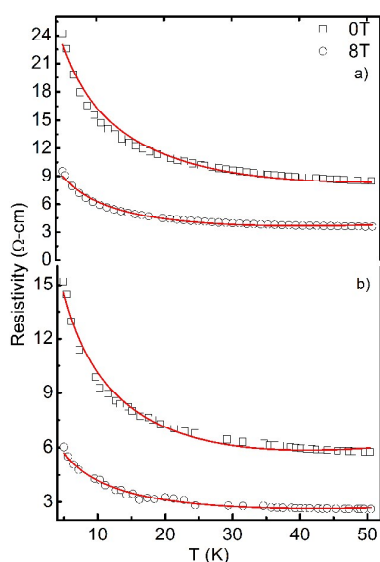 24
21
18
15
12
9
6
3
0
□ 0T
○ 8T
a)
Resistivity (Ω-cm)
15
12
9
6
3
b)
10 20 30 40 50
T (K)